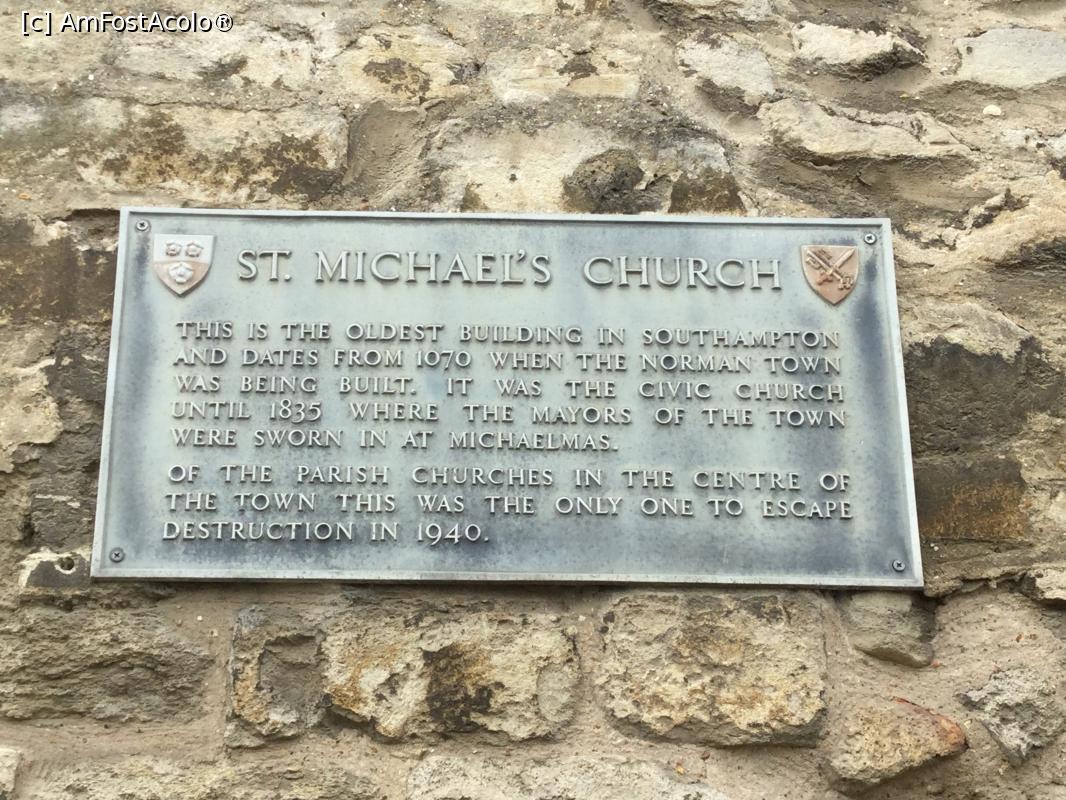 [c] AmFostAcolo®
ST. MICHAEL'S CHURCH
THIS IS THE OLDEST BUILDING IN SOUTHAMPTON
AND DATES FROM 1070 WHEN THE NORMAN TOWN
WAS BEING BUILT. IT WAS THE CIVIC CHURCH
UNTIL 1835 WHERE THE MAYORS OF THE TOWN
WERE SWORN IN AT MICHAELMAS.
OF THE PARISH CHURCHES IN THE CENTRE OF
THE TOWN THIS WAS THE ONLY ONE TO ESCAPE
DESTRUCTION IN 1940.